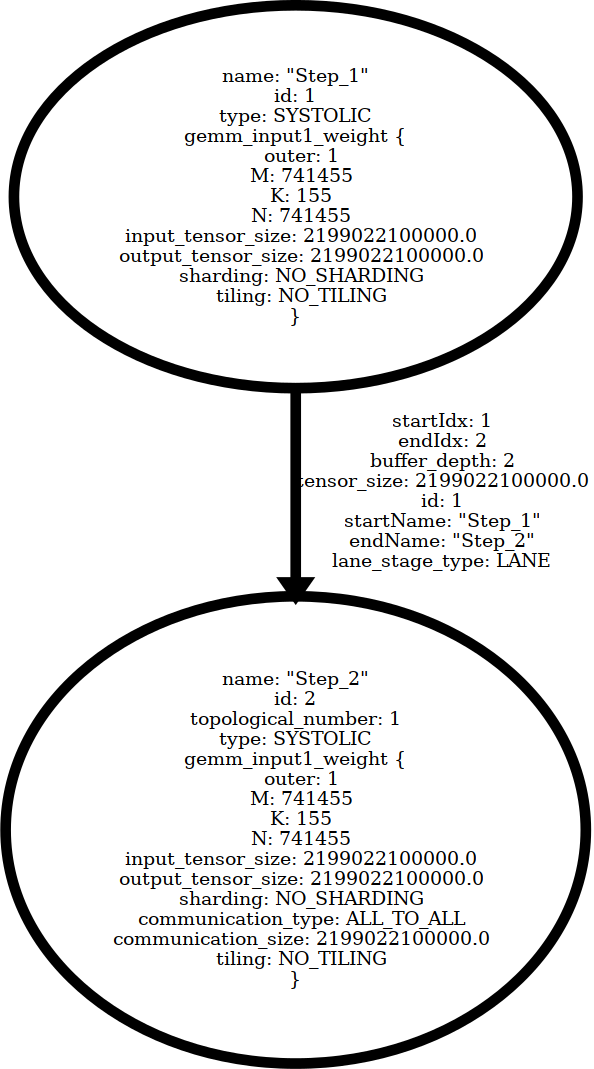 name: "Step_1"
id: 1
type: SYSTOLIC
gemm_input1_weight {
outer: 1
M: 741455
K: 155
N: 741455
input_tensor_size: 2199022100000.0
output_tensor_size: 2199022100000.0
sharding: NO_SHARDING
tiling: NO_TILING
}
startIdx: 1
endIdx: 2
buffer_depth: 2
tensor_size: 2199022100000.0
id: 1
startName: "Step_1"
endName: "Step_2"
lane_stage_type: LANE
name: "Step_2"
id: 2
topological_number: 1
type: SYSTOLIC
gemm_input1_weight {
outer: 1
M: 741455
K: 155
N: 741455
input_tensor_size: 2199022100000.0
output_tensor_size: 2199022100000.0
sharding: NO_SHARDING
communication_type: ALL_TO_ALL
communication_size: 2199022100000.0
tiling: NO_TILING
}